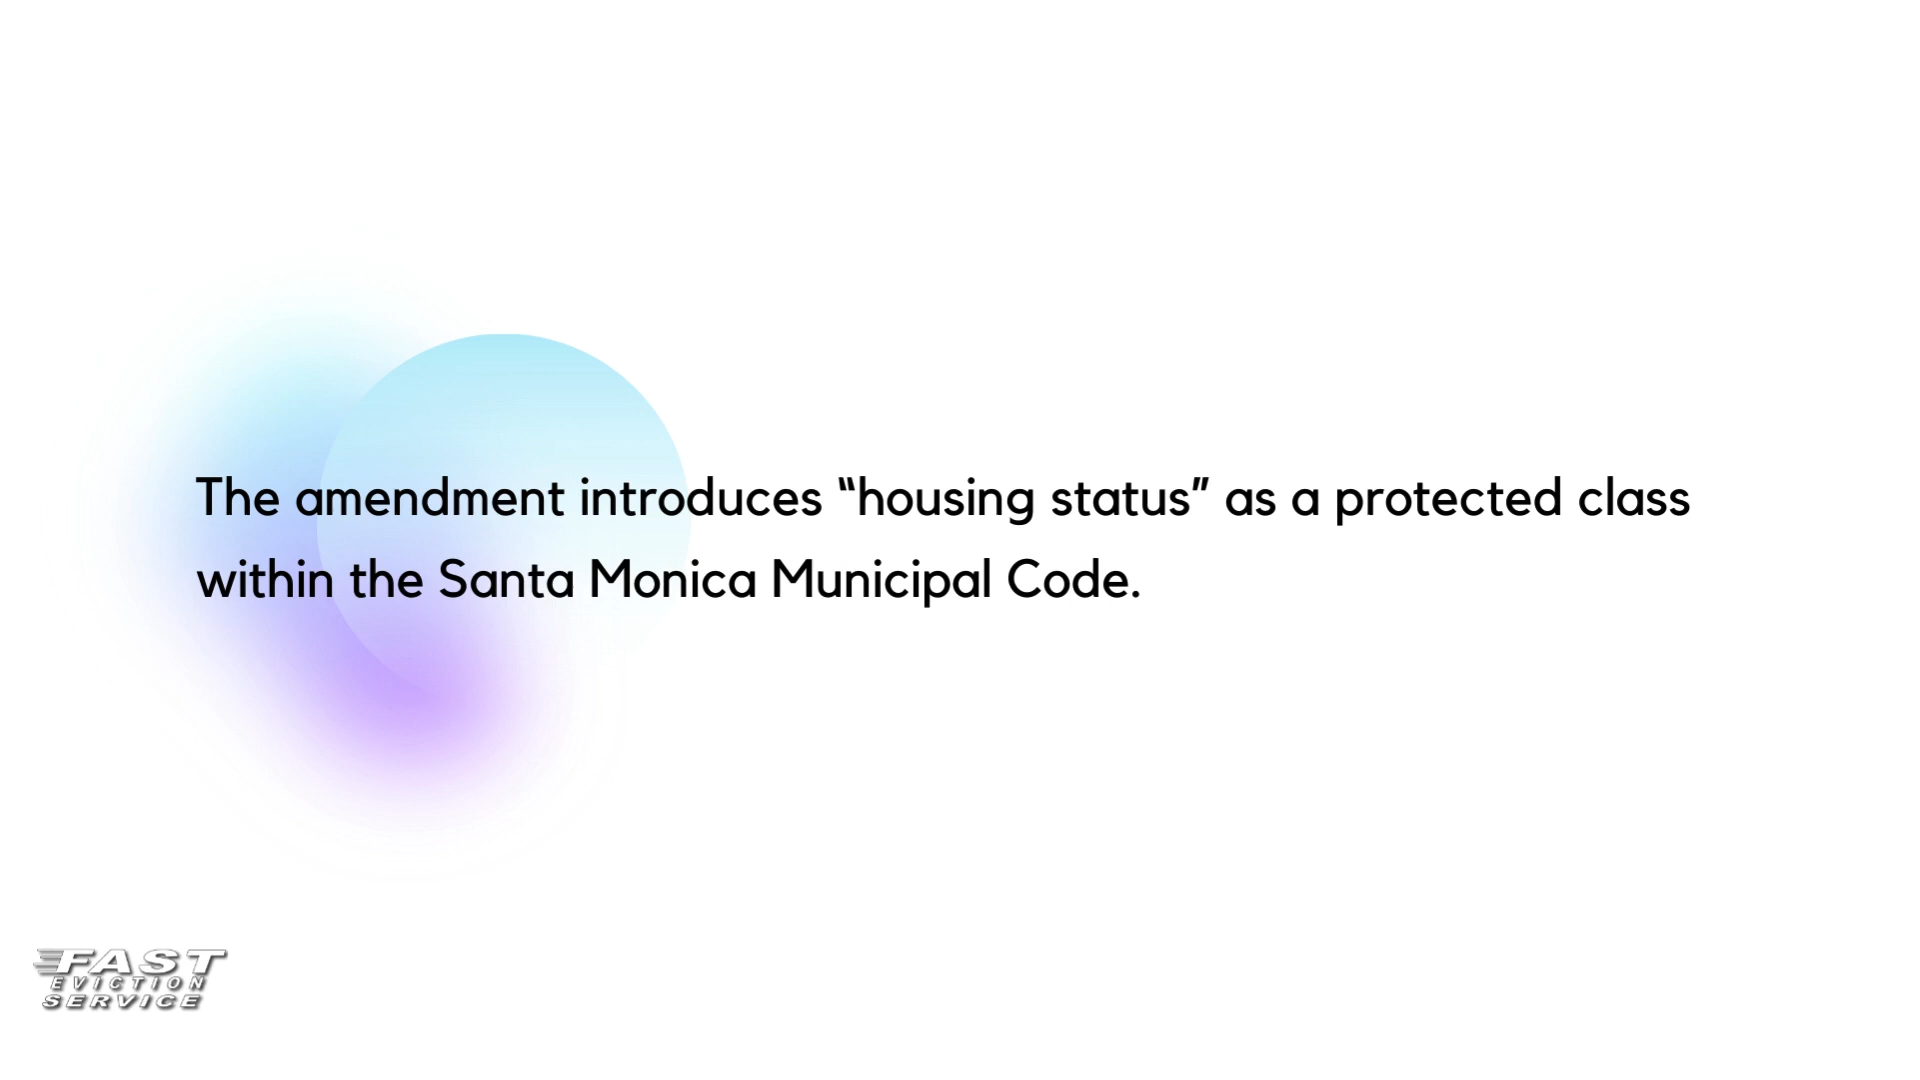 The amendment introduces “housing status” as a protected class
within the Santa Monica Municipal Code.
FAST
EVICTION
SERVICE